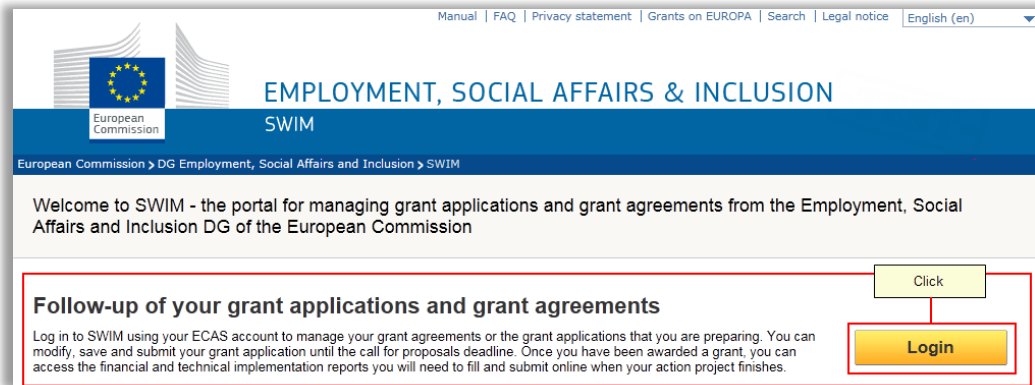 Manual | FAQ | Privacy statement | Grants on EUROPA | Search | Legal notice English (en)
European
Commission
EMPLOYMENT, SOCIAL AFFAIRS & INCLUSION
SWIM
European Commission > DG Employment, Social Affairs and Inclusion > SWIM
Welcome to SWIM - the portal for managing grant applications and grant agreements from the Employment, Social
Affairs and Inclusion DG of the European Commission
Click
Follow-up of your grant applications and grant agreements
Log in to SWIM using your ECAS account to manage your grant agreements or the grant applications that you are preparing. You can
modify, save and submit your grant application until the call for proposals deadline. Once you have been awarded a grant, you can
access the financial and technical implementation reports you will need to fill and submit online when your action project finishes.
Login